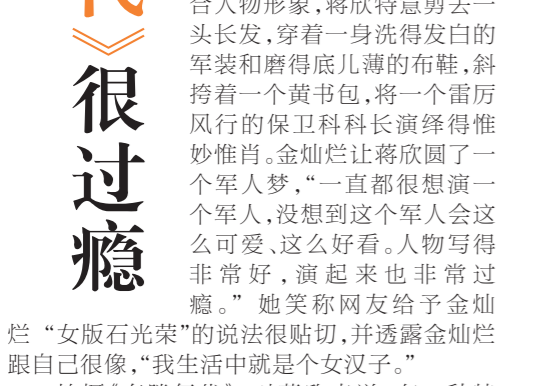 代》很过瘾
合人物形象,蒋欣特意剪去一
头长发,穿着一身洗得发白的
军装和磨得底儿薄的布鞋,斜
挎着一个黄书包,将一个雷厉
风行的保卫科科长演绎得惟
妙惟肖。金灿烂让蒋欣圆了一
个军人梦,“一直都很想演一
个军人,没想到这个军人会这
么可爱、这么好看。人物写得
非常好,演起来也非常过
瘾。”她笑称网友给予金灿
烂“女版石光荣”的说法很贴切,并透露金灿烂
跟自己很像,“我生活中就是个女汉子。”